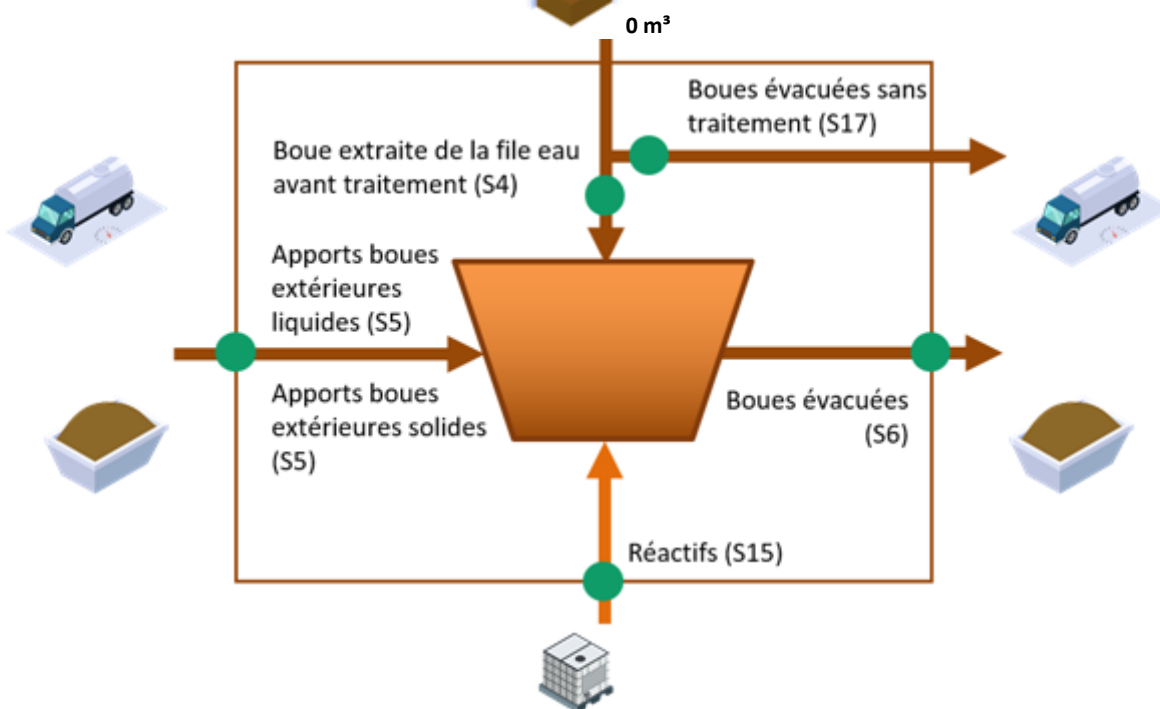 0 m³
Boues évacuées sans
traitement (S17)
Boue extraite de la file eau
avant traitement (S4)
Apports boues
extérieures
liquides (S5)
Apports boues
extérieures solides
(S5)
Boues évacuées
(S6)
Réactifs (S15)